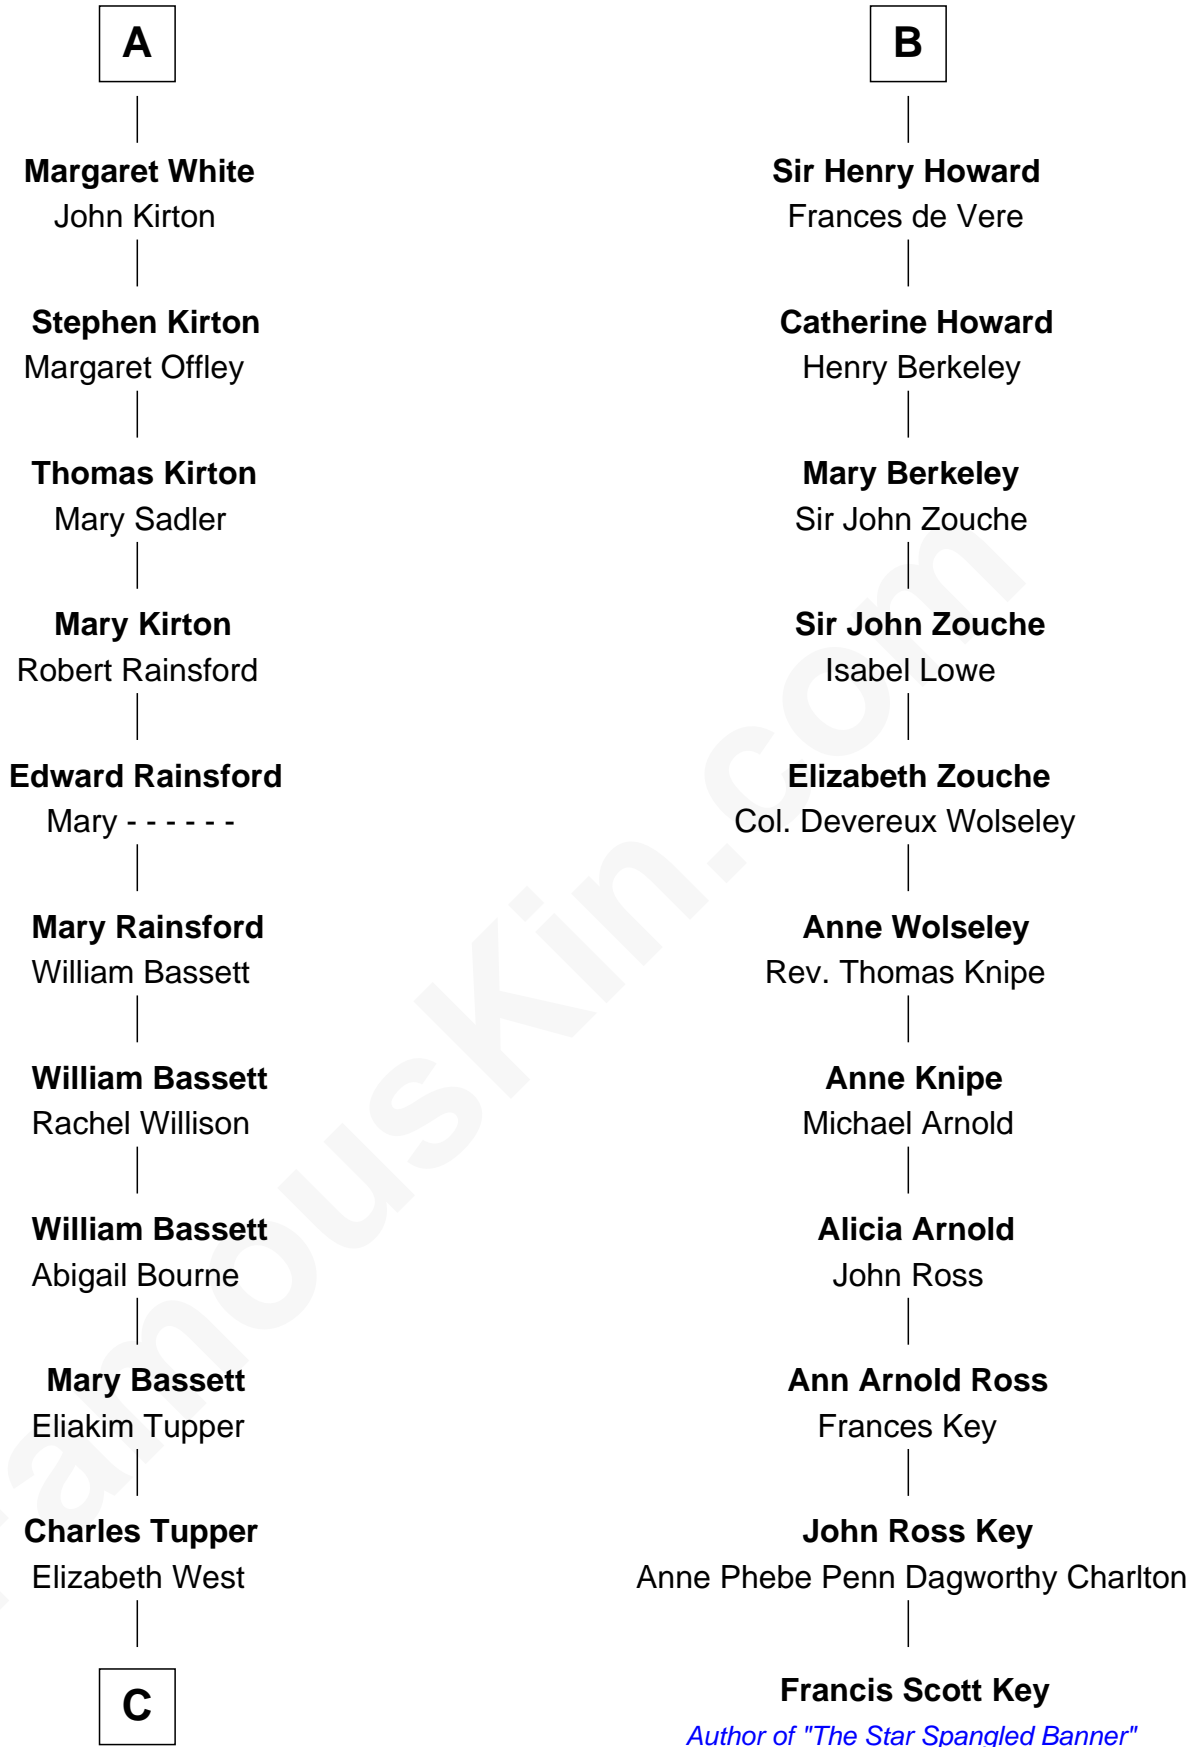 A
Margaret White
John Kirton
Stephen Kirton
Margaret Offley
Thomas Kirton
Mary Sadler
Mary Kirton
Robert Rainsford
Edward Rainsford
Mary - - - - - -
Mary Rainsford
William Bassett
William Bassett
Rachel Willison
William Bassett
Abigail Bourne
Mary Bassett
Eliakim Tupper
Charles Tupper
Elizabeth West
C
B
Sir Henry Howard
Frances de Vere
Catherine Howard
Henry Berkeley
Mary Berkeley
Sir John Zouche
Sir John Zouche
Isabel Lowe
Elizabeth Zouche
Col. Devereux Wolseley
Anne Wolseley
Rev. Thomas Knipe
Anne Knipe
Michael Arnold
Alicia Arnold
John Ross
Ann Arnold Ross
Frances Key
John Ross Key
Anne Phebe Penn Dagworthy Charlton
Francis Scott Key
Author of "The Star Spangled Banner"
FamousKin.com